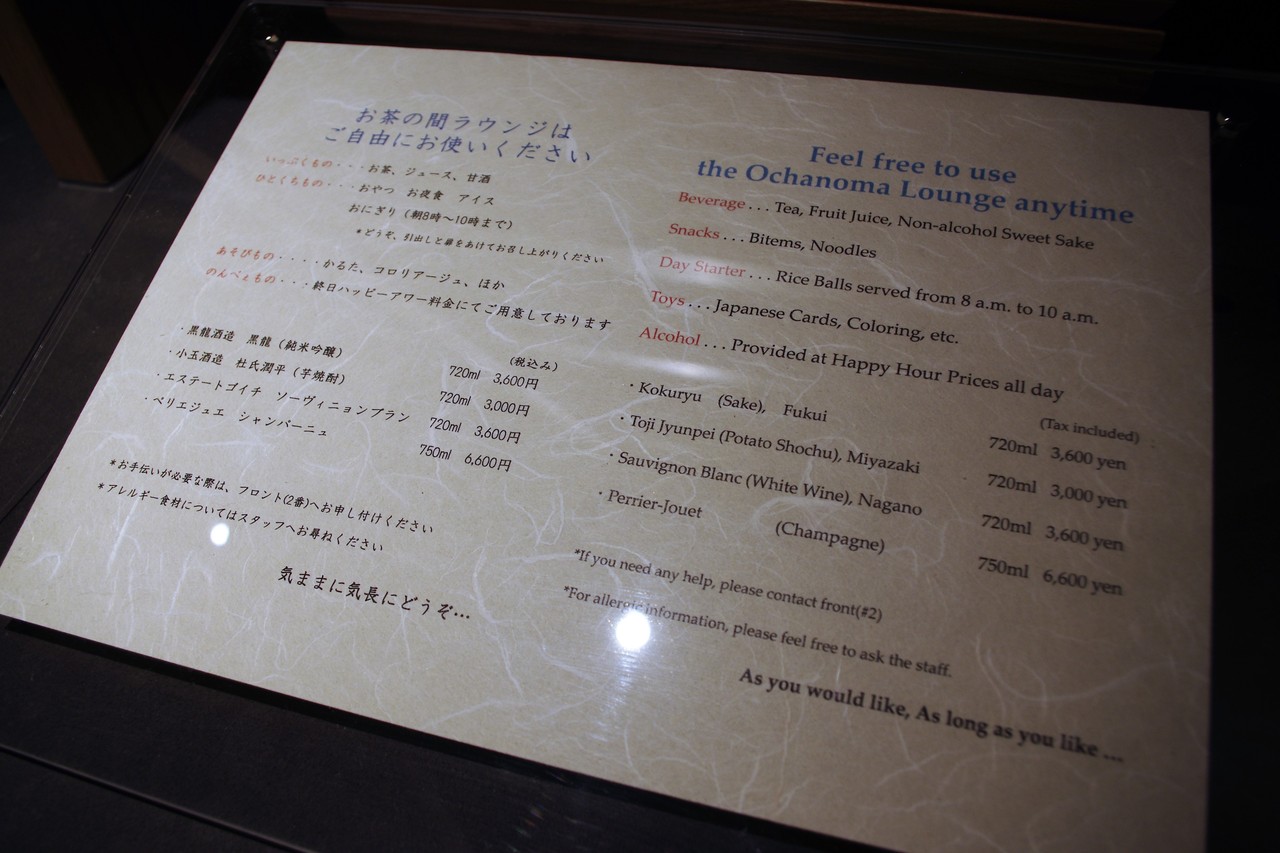 お茶の間ラウンジは
ご自由にお使いください
いっぷくもの・・・お茶、ジュース、甘酒
ひとくちもの・・・おやつ　お夜食　アイス
おにぎり（朝8時～10時まで）
*どうぞ、引出しと扉をあけてお召し上がりください
あそびもの・・・・・かるた、コロリアージュ、ほか
のんべぇもの・・・終日ハッピーアワー料金にてご用意しております
(税込み)
・黒龍酒造　黒龍（純米吟醸）　720ml　3,600円
・小玉酒造　杜氏潤平（芋焼酎）　720ml　3,000円
・エステートゴイチ　ソーヴィニョンブラン　720ml　3,600円
・ペリエジュエ　シャンパーニュ　750ml　6,600円
*お手伝いが必要な際は、フロント(2番)へお申し付けください
*アレルギー食材についてはスタッフへお尋ねください
気ままに気長にどうぞ…
Feel free to use
the Ochanoma Lounge anytime
Beverage . . . Tea, Fruit Juice, Non-alcohol Sweet Sake
Snacks . . . Bitems, Noodles
Day Starter . . . Rice Balls served from 8 a.m. to 10 a.m.
Toys . . . Japanese Cards, Coloring, etc.
Alcohol . . . Provided at Happy Hour Prices all day
(Tax included)
・Kokuryu (Sake), Fukui 720ml 3,600 yen
・Toji Jyunpei (Potato Shochu), Miyazaki 720ml 3,000 yen
・Sauvignon Blanc (White Wine), Nagano 720ml 3,600 yen
・Perrier-Jouet (Champagne) 750ml 6,600 yen
*If you need any help, please contact front(#2)
*For allergic information, please feel free to ask the staff.
As you would like, As long as you like ...